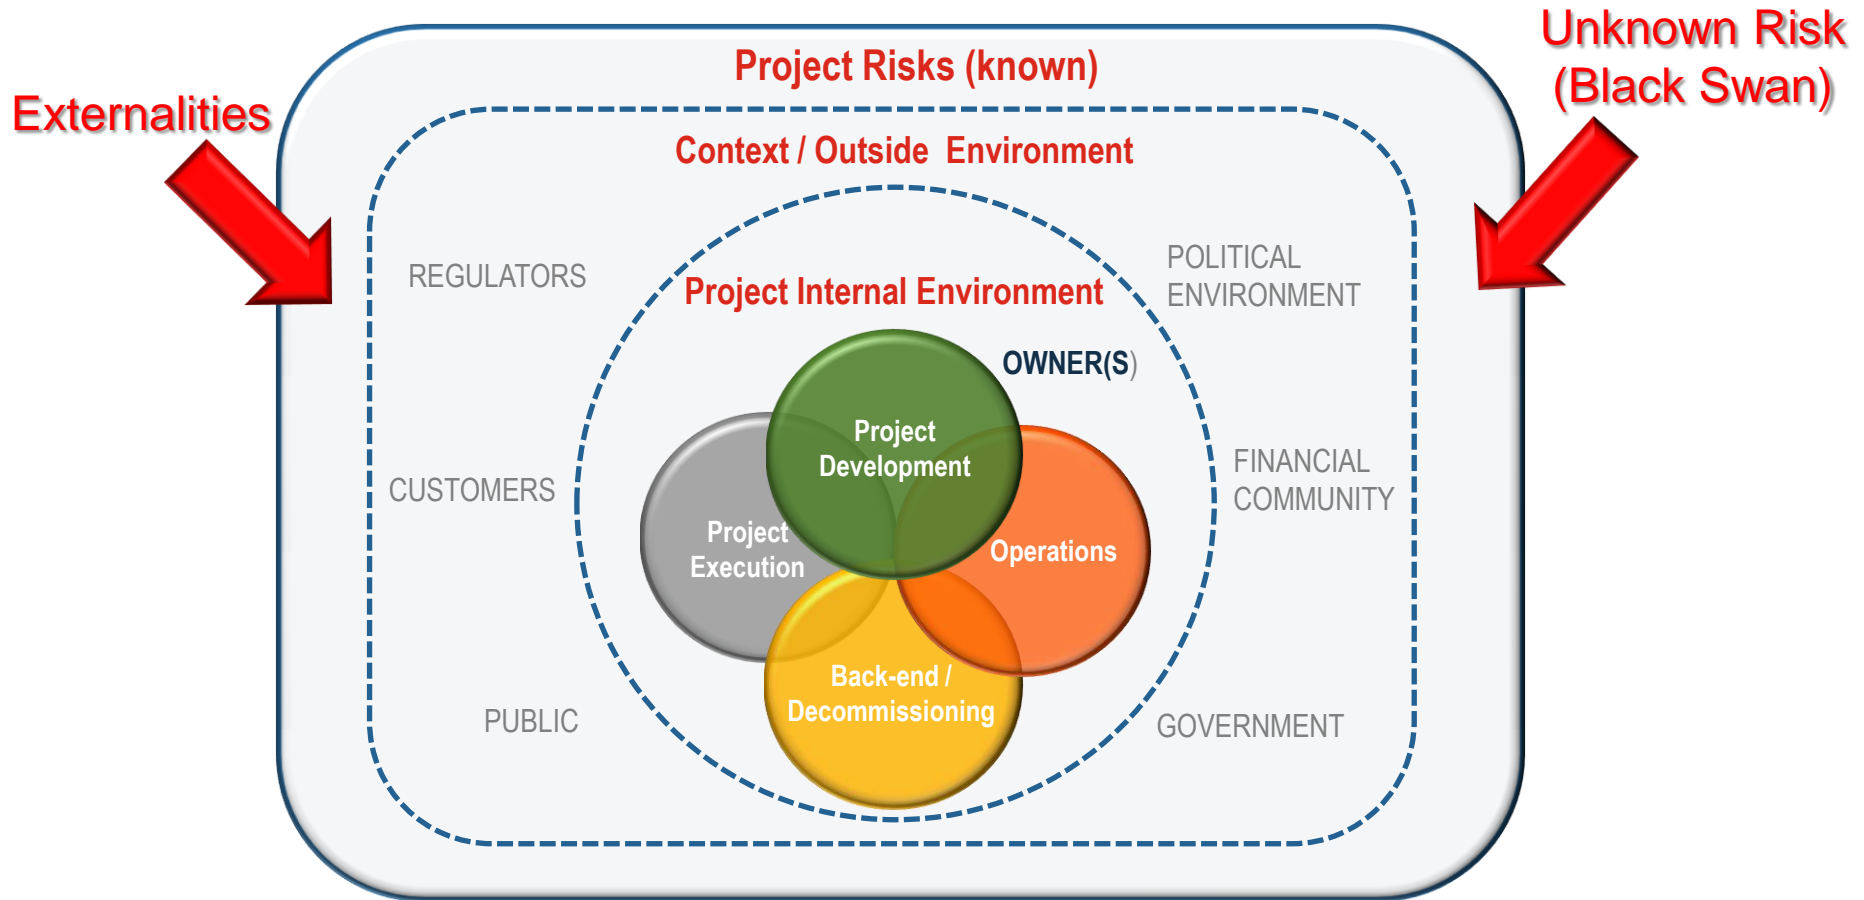 Unknown Risk
(Black Swan)
Externalities
Project Risks (known)
Context / Outside  Environment
REGULATORS
POLITICAL
ENVIRONMENT
Project Internal Environment
OWNER(S)
Project
Development
CUSTOMERS
FINANCIAL
COMMUNITY
Project
Execution
Operations
Back-end /
Decommissioning
PUBLIC
GOVERNMENT